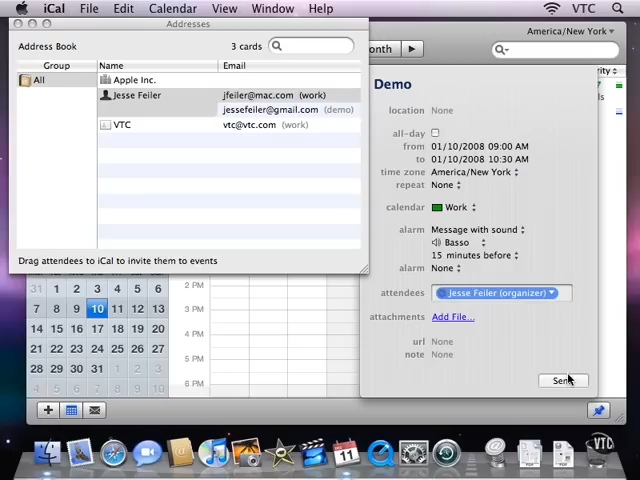 iCal File Edit Calendar View Window Help VTC
Addresses
Address Book 3 cards
Group Name Email
All Apple Inc.
Jesse Feiler jfeiler@mac.com (work)
jessefeiler@gmail.com (demo)
VTC vtc@vtc.com (work)
Drag attendees to iCal to invite them to events
America/New York
onth
Demo
location None
all-day
from 01/10/2008 09:00 AM
to 01/10/2008 10:30 AM
time zone America/New York
repeat None
calendar Work
alarm Message with sound
Basso
15 minutes before
alarm None
attendees Jesse Feiler (organizer)
attachments Add File...
url None
note None
Send
31 1 2 3 4 5 6
7 8 9 10 11 12 13
14 15 16 17 18 19 20
21 22 23 24 25 26 27
28 29 30 31 1 2 3
4 5 6 7 8 9 10
2 PM
3 PM
4 PM
5 PM
6 PM
11
PDF
PDF
VTC